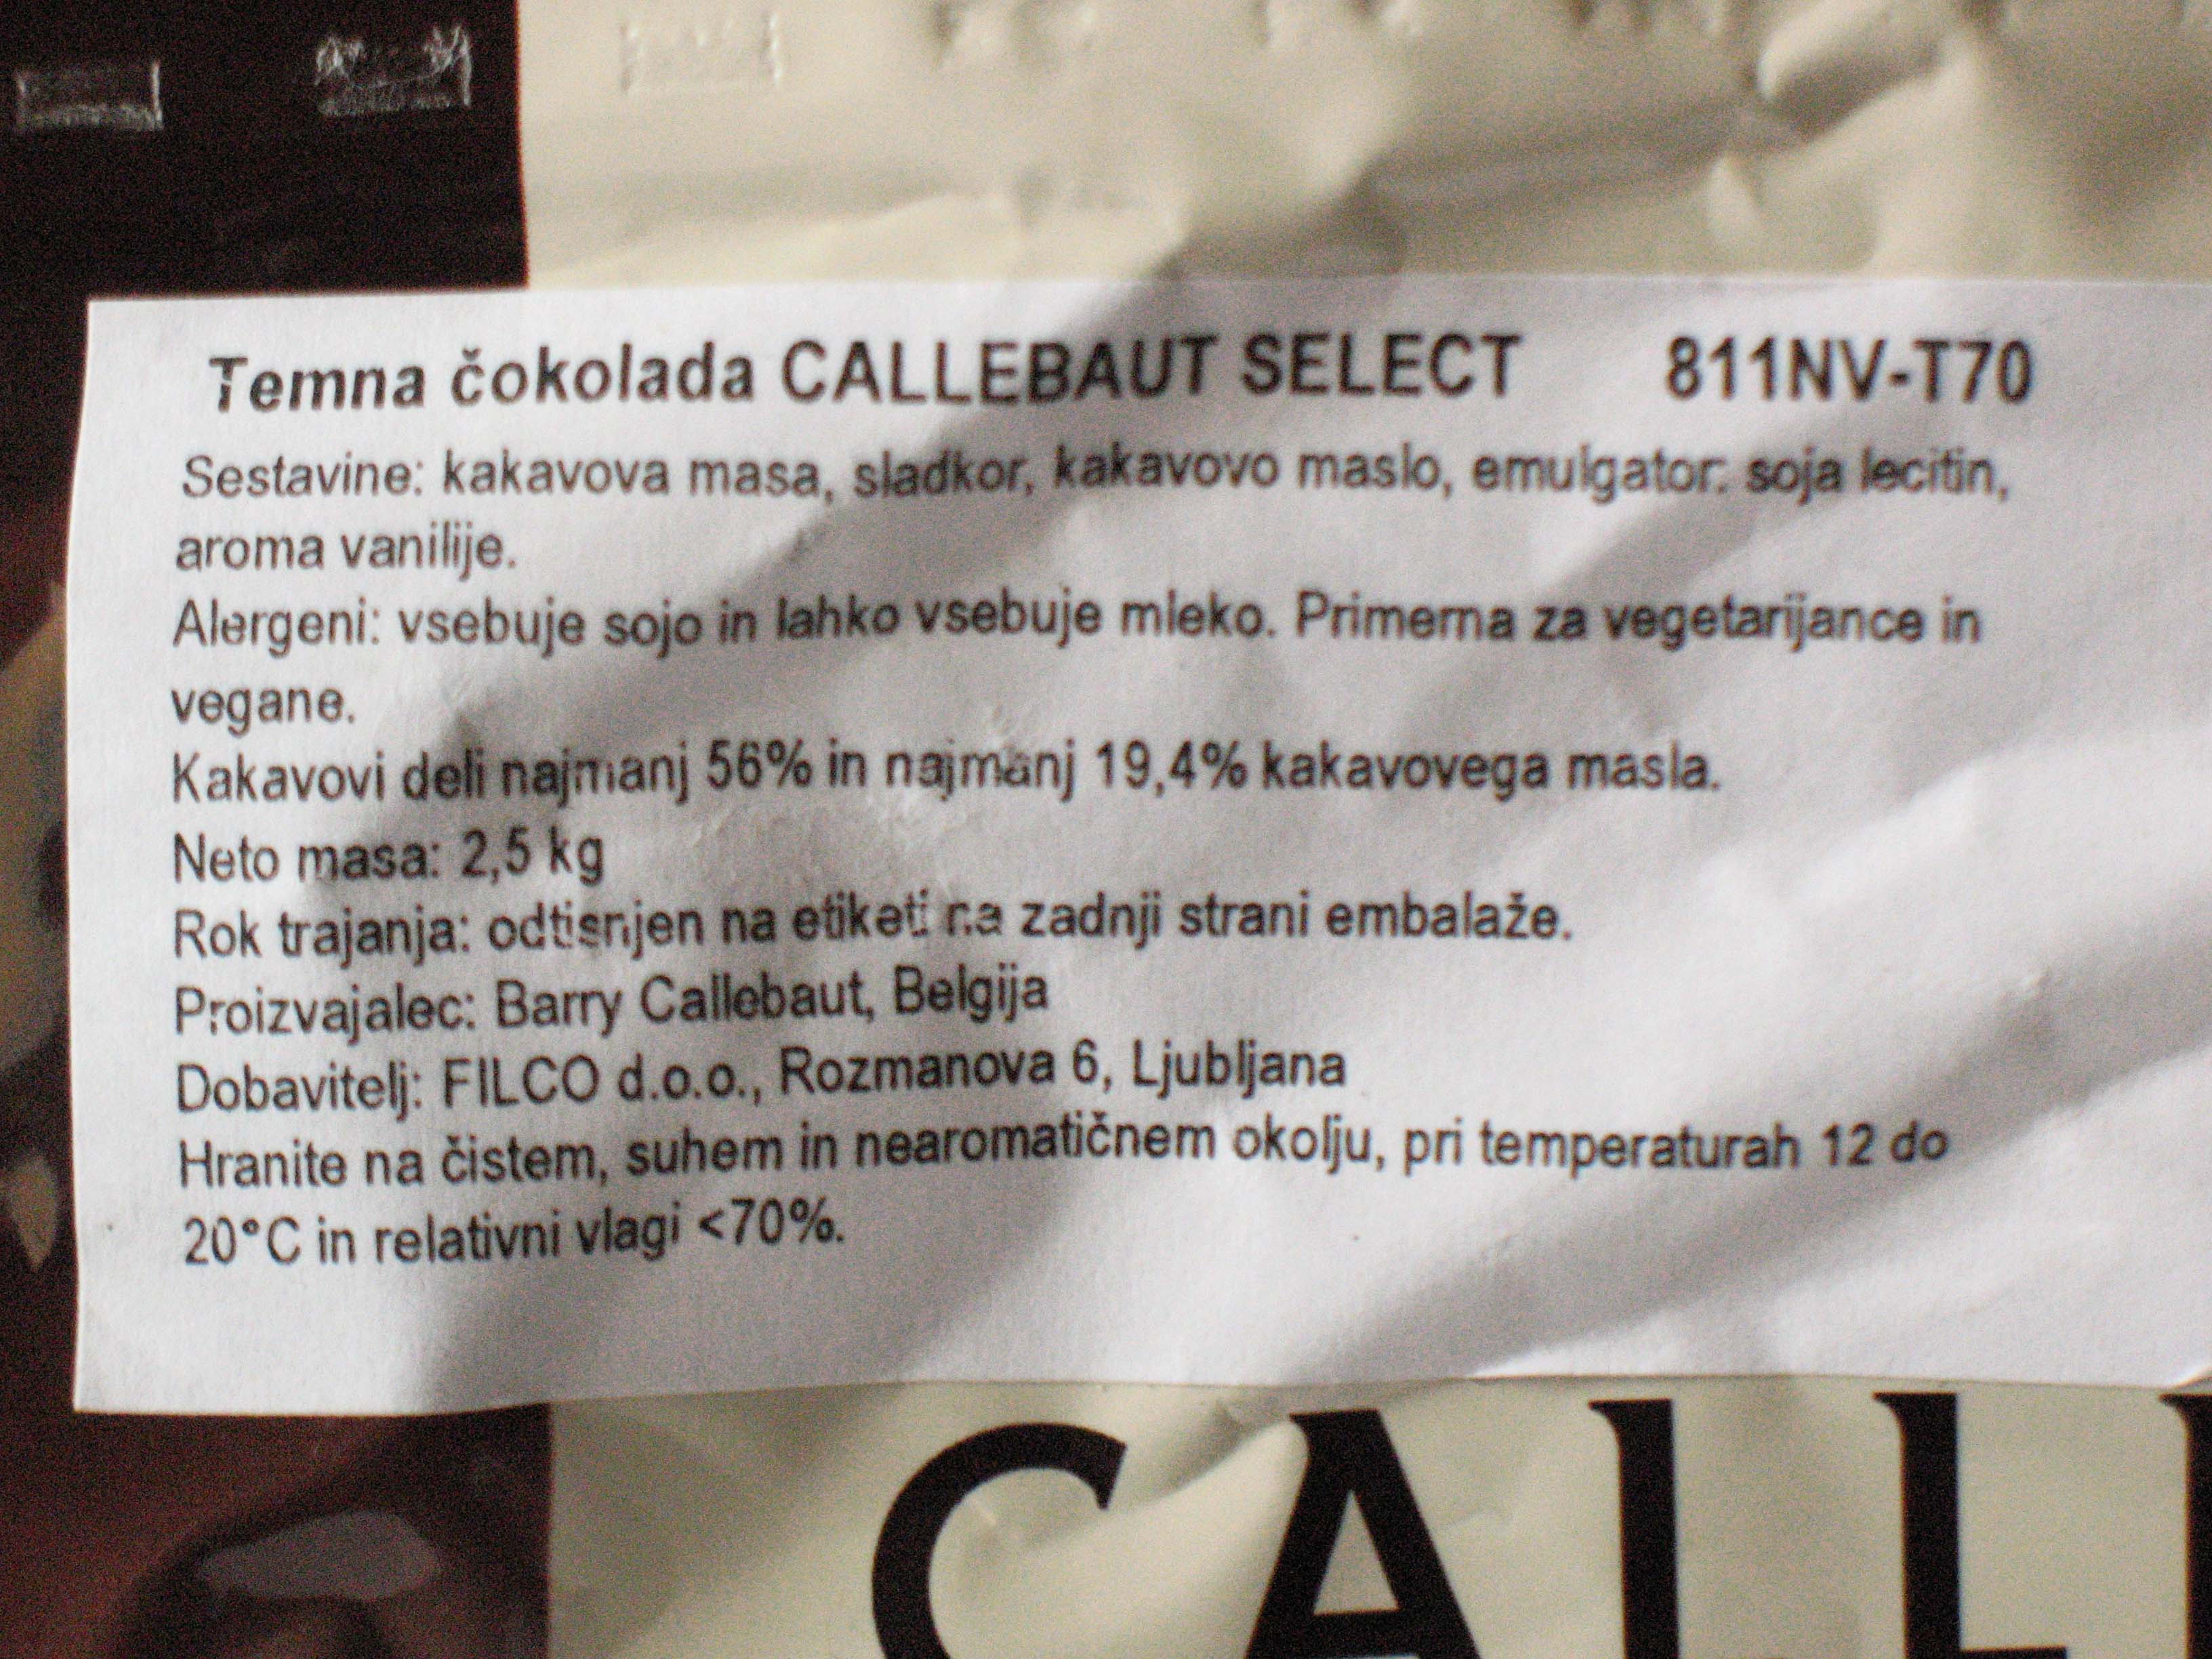 Temna čokolada CALLEBAUT SELECT 811NV-T70
Sestavine: kakavova masa, sladkor, kakavovo maslo, emulgator: soja lecitin,
aroma vanilije.
Alergeni: vsebuje sojo in lahko vsebuje mleko. Primerna za vegetarijance in
vegane.
Kakavovi deli najmanj 56% in najmanj 19,4% kakavovega masla.
Neto masa: 2,5 kg
Rok trajanja: odtisnjen na etiketi na zadnji strani embalaže.
Proizvajalec: Barry Callebaut, Belgija
Dobavitelj: FILCO d.o.o., Rozmanova 6, Ljubljana
Hranite na čistem, suhem in nearomatičnem okolju, pri temperaturah 12 do
20°C in relativni vlagi <70%.
CALL